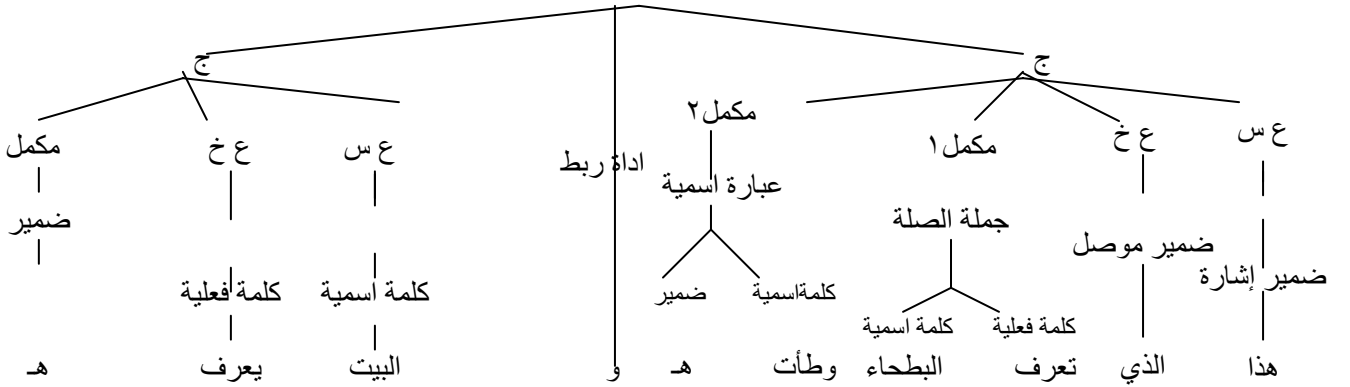 ج ج
ع س ع خ مكمل١ مكمل٢ اداة ربط ع س ع خ مكمل
ضمير إشارة ضمير موصل جملة الصلة عبارة اسمية كلمة اسمية كلمة فعلية ضمير
كلمة فعلية كلمة اسمية كلمةاسمية ضمير
هذا الذي تعرف البطحاء وطأت هـ و البيت يعرف هـ